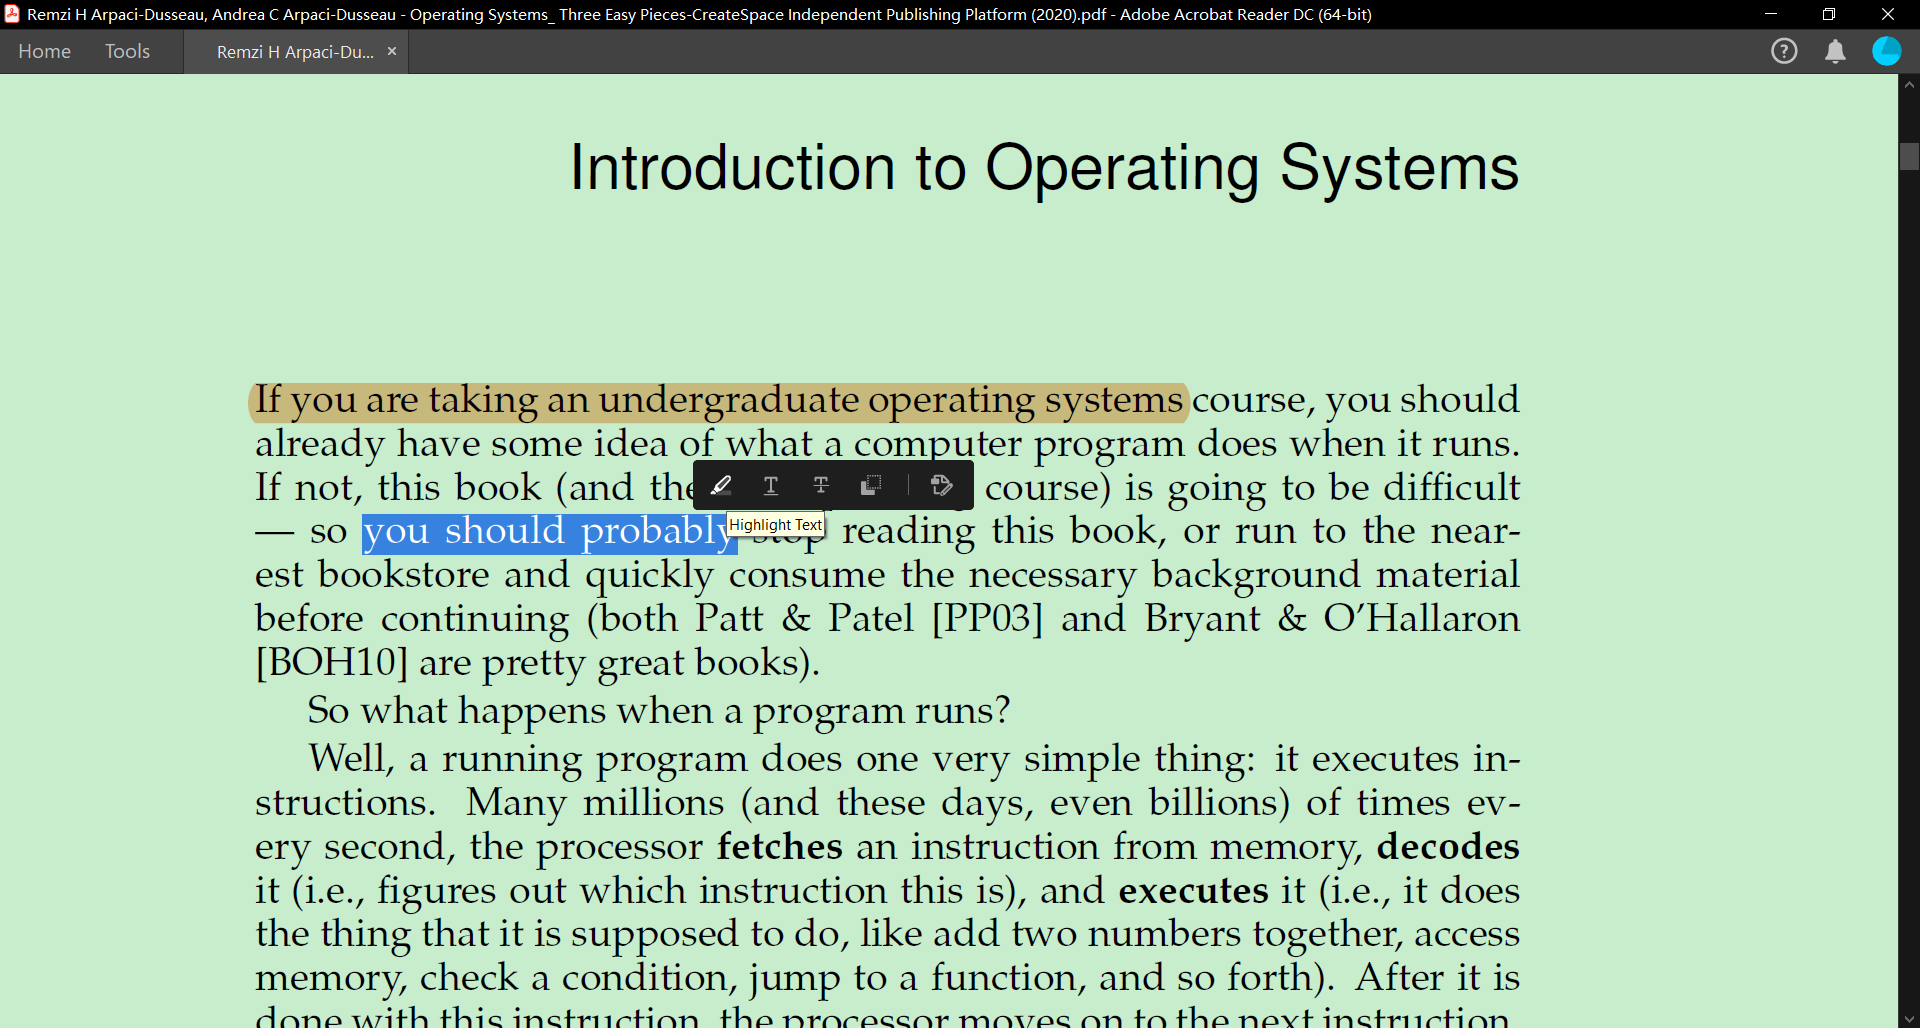 Remzi H Arpaci-Dusseau, Andrea C Arpaci-Dusseau - Operating Systems_ Three Easy Pieces-CreateSpace Independent Publishing Platform (2020).pdf - Adobe Acrobat Reader DC (64-bit)
Home Tools Remzi H Arpaci-Du...
Introduction to Operating Systems
If you are taking an undergraduate operating systems course, you should
already have some idea of what a computer program does when it runs.
If not, this book (and the course) is going to be difficult
— so you should probably stop reading this book, or run to the near-
Highlight Text
est bookstore and quickly consume the necessary background material
before continuing (both Patt & Patel [PP03] and Bryant & O'Hallaron
[BOH10] are pretty great books).
So what happens when a program runs?
Well, a running program does one very simple thing: it executes in-
structions. Many millions (and these days, even billions) of times ev-
ery second, the processor fetches an instruction from memory, decodes
it (i.e., figures out which instruction this is), and executes it (i.e., it does
the thing that it is supposed to do, like add two numbers together, access
memory, check a condition, jump to a function, and so forth). After it is
done with this instruction, the processor moves on to the next instruction,